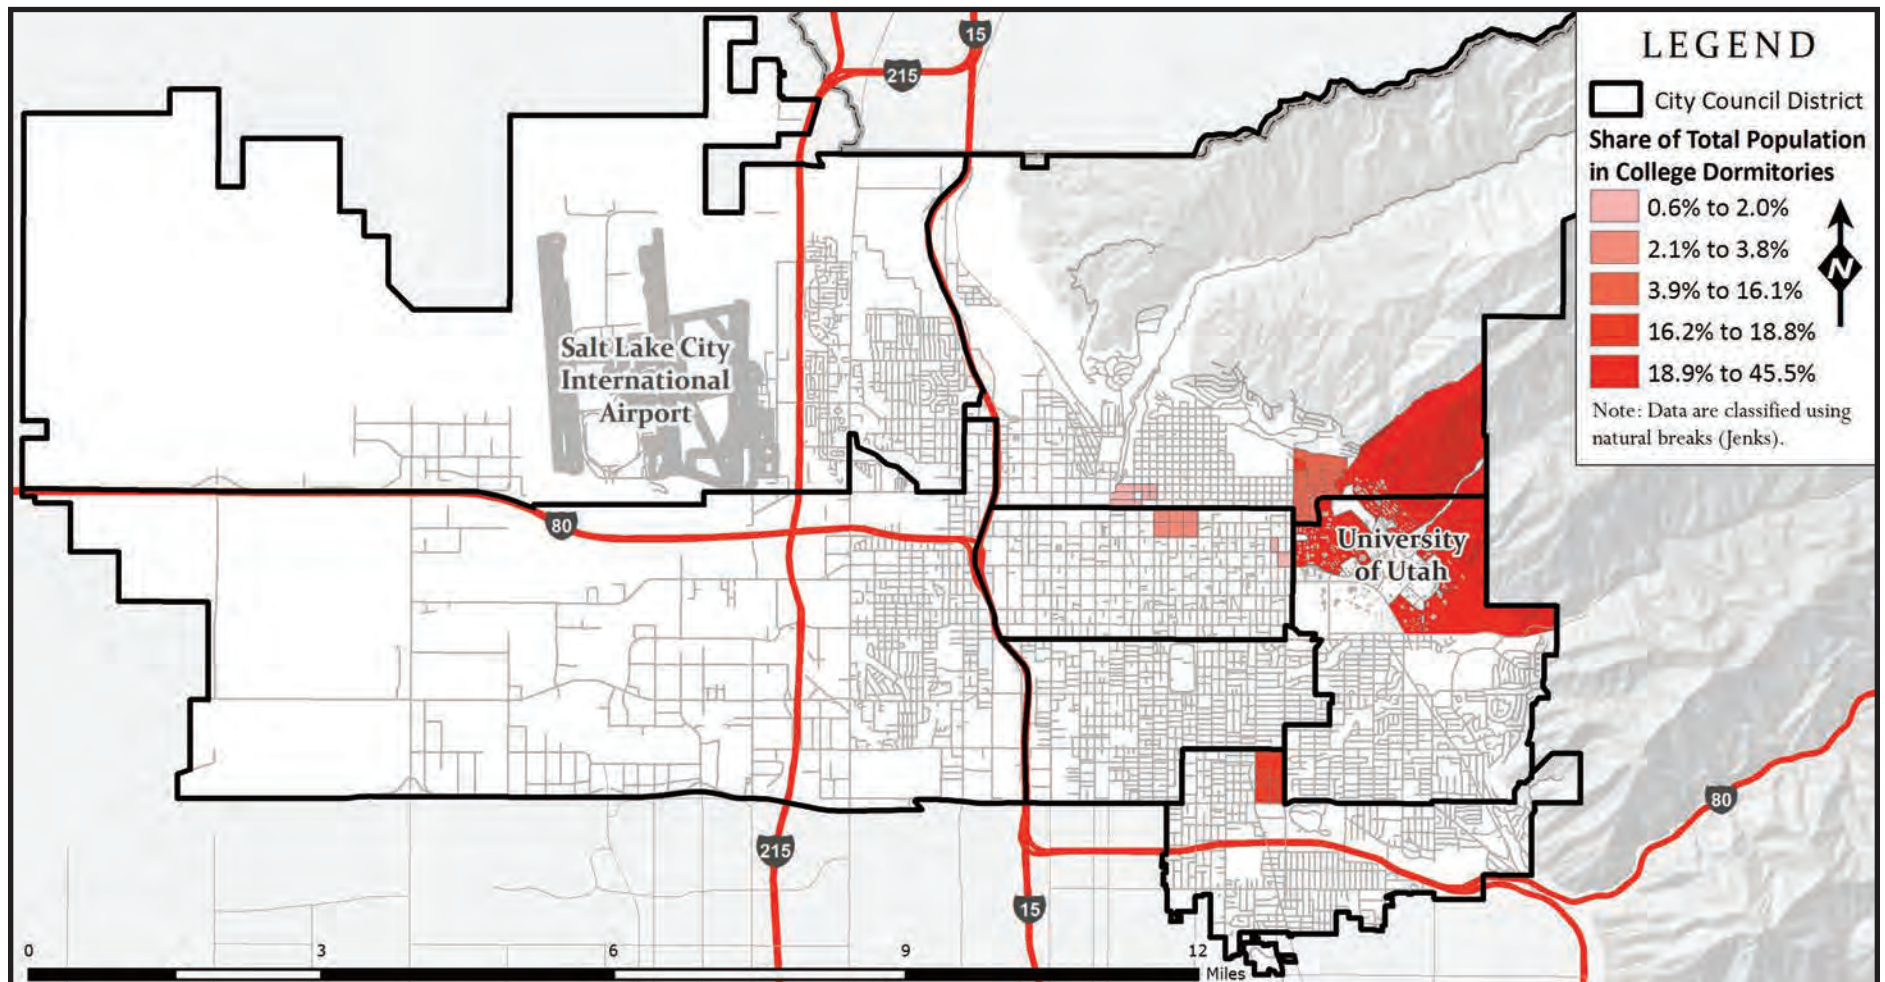 15
215
LEGEND
City Council District
Share of Total Population
in College Dormitories
0.6% to 2.0%
2.1% to 3.8%
3.9% to 16.1%
16.2% to 18.8%
18.9% to 45.5%
N
Note: Data are classified using
natural breaks (Jenks).
Salt Lake City
International
Airport
80
University
of Utah
80
215
15
0 3 6 9 12
Miles